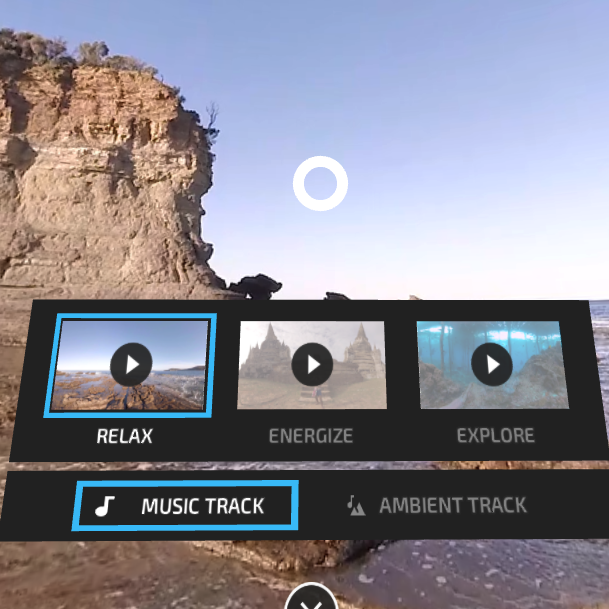 RELAX
ENERGIZE
EXPLORE
MUSIC TRACK
AMBIENT TRACK